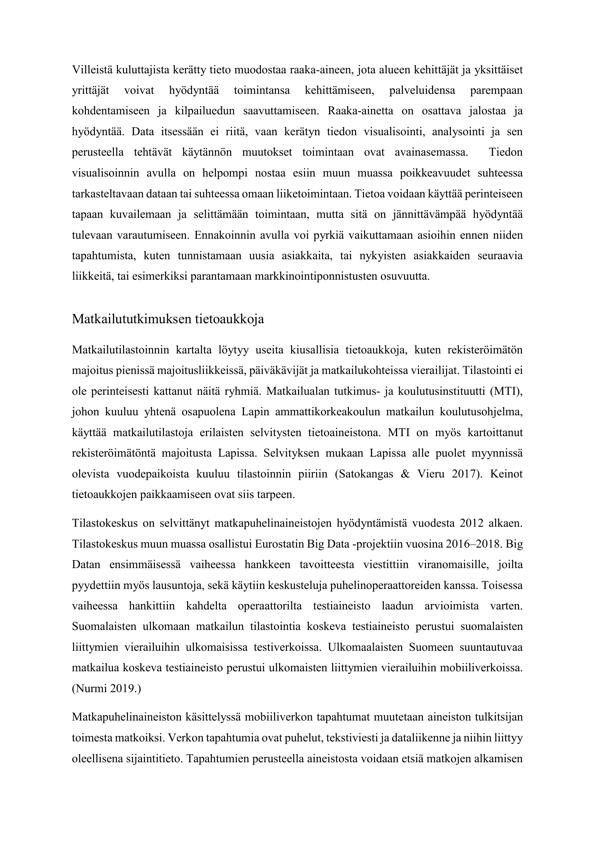 Villeistä kuluttajista kerätty tieto muodostaa raaka-aineen, jota alueen kehittäjät ja yksittäiset
yrittäjät voivat hyödyntää toimintansa kehittämiseen, palveluidensa parempaan
kohdentamiseen ja kilpailuedun saavuttamiseen. Raaka-ainetta on osattava jalostaa ja
hyödyntää. Data itsessään ei riitä, vaan kerätyn tiedon visualisointi, analysointi ja sen
perusteella tehtävät käytännön muutokset toimintaan ovat avainasemassa. Tiedon
visualisoinnin avulla on helpompi nostaa esiin muun muassa poikkeavuudet suhteessa
tarkasteltavaan dataan tai suhteessa omaan liiketoimintaan. Tietoa voidaan käyttää perinteiseen
tapaan kuvailemaan ja selittämään toimintaan, mutta sitä on jännittävämpää hyödyntää
tulevaan varautumiseen. Ennakoinnin avulla voi pyrkiä vaikuttamaan asioihin ennen niiden
tapahtumista, kuten tunnistamaan uusia asiakkaita, tai nykyisten asiakkaiden seuraavia
liikkeitä, tai esimerkiksi parantamaan markkinointiponnistusten osuvuutta.
Matkailututkimuksen tietoaukkoja
Matkailutilastoinnin kartalta löytyy useita kiusallisia tietoaukkoja, kuten rekisteröimätön
majoitus pienissä majoitusliikkeissä, päiväkävijät ja matkailukohteissa vierailijat. Tilastointi ei
ole perinteisesti kattanut näitä ryhmiä. Matkailualan tutkimus- ja koulutusinstituutti (MTI),
johon kuuluu yhtenä osapuolena Lapin ammattikorkeakoulun matkailun koulutusohjelma,
käyttää matkailutilastoja erilaisten selvitysten tietoaineistona. MTI on myös kartoittanut
rekisteröimätöntä majoitusta Lapissa. Selvityksen mukaan Lapissa alle puolet myynnissä
olevista vuodepaikoista kuuluu tilastoinnin piiriin (Satokangas & Vieru 2017). Keinot
tietoaukkojen paikkaamiseen ovat siis tarpeen.
Tilastokeskus on selvittänyt matkapuhelinaineistojen hyödyntämistä vuodesta 2012 alkaen.
Tilastokeskus muun muassa osallistui Eurostatin Big Data -projektiin vuosina 2016–2018. Big
Datan ensimmäisessä vaiheessa hankkeen tavoitteesta viestittiin viranomaisille, joilta
pyydettiin myös lausuntoja, sekä käytiin keskusteluja puhelinoperaattoreiden kanssa. Toisessa
vaiheessa hankittiin kahdelta operaattorilta testiaineisto laadun arvioimista varten.
Suomalaisten ulkomaan matkailun tilastointia koskeva testiaineisto perustui suomalaisten
liittymien vierailuihin ulkomaisissa testiverkoissa. Ulkomaalaisten Suomeen suuntautuvaa
matkailua koskeva testiaineisto perustui ulkomaisten liittymien vierailuihin mobiiliverkoissa.
(Nurmi 2019.)
Matkapuhelinaineiston käsittelyssä mobiiliverkon tapahtumat muutetaan aineiston tulkitsijan
toimesta matkoiksi. Verkon tapahtumia ovat puhelut, tekstiviesti ja dataliikenne ja niihin liittyy
oleellisena sijaintitieto. Tapahtumien perusteella aineistosta voidaan etsiä matkojen alkamisen